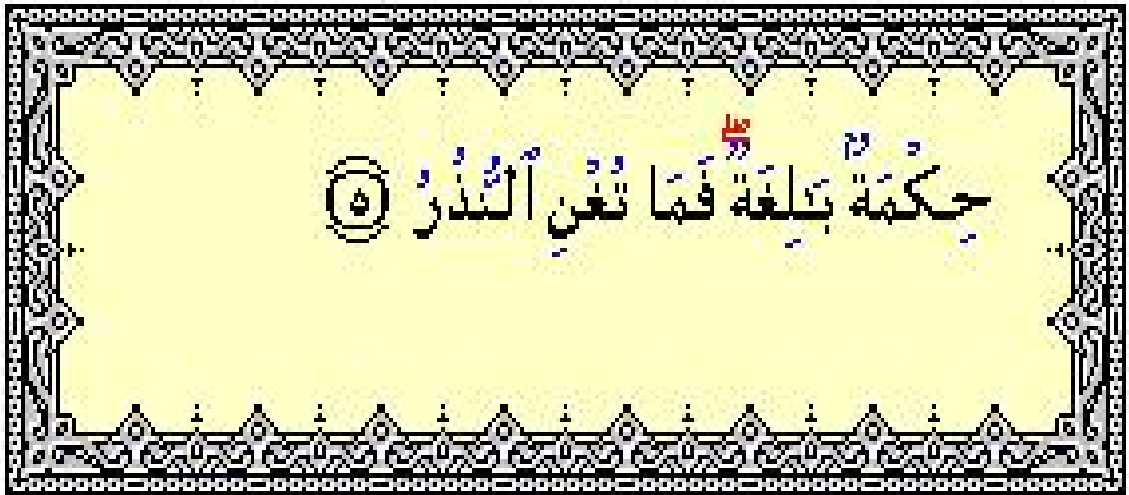 حِكْمَةٌۢ بَـٰلِغَةٌ ۖ فَمَا تُغْنِ ٱلنُّذُرُ ٥